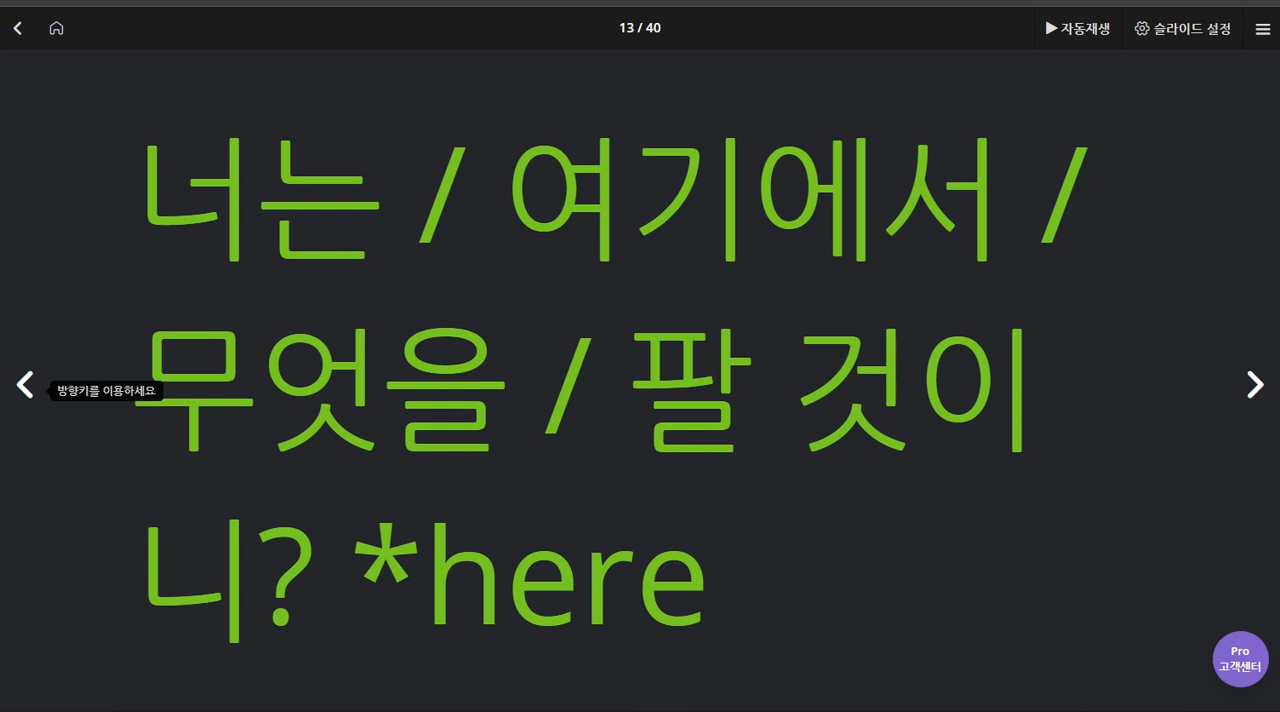 13 / 40
자동재생
슬라이드 설정
너는 / 여기에서 /
무엇을 / 팔 것이
니? *here
방향키를 이용하세요
Pro
고객센터